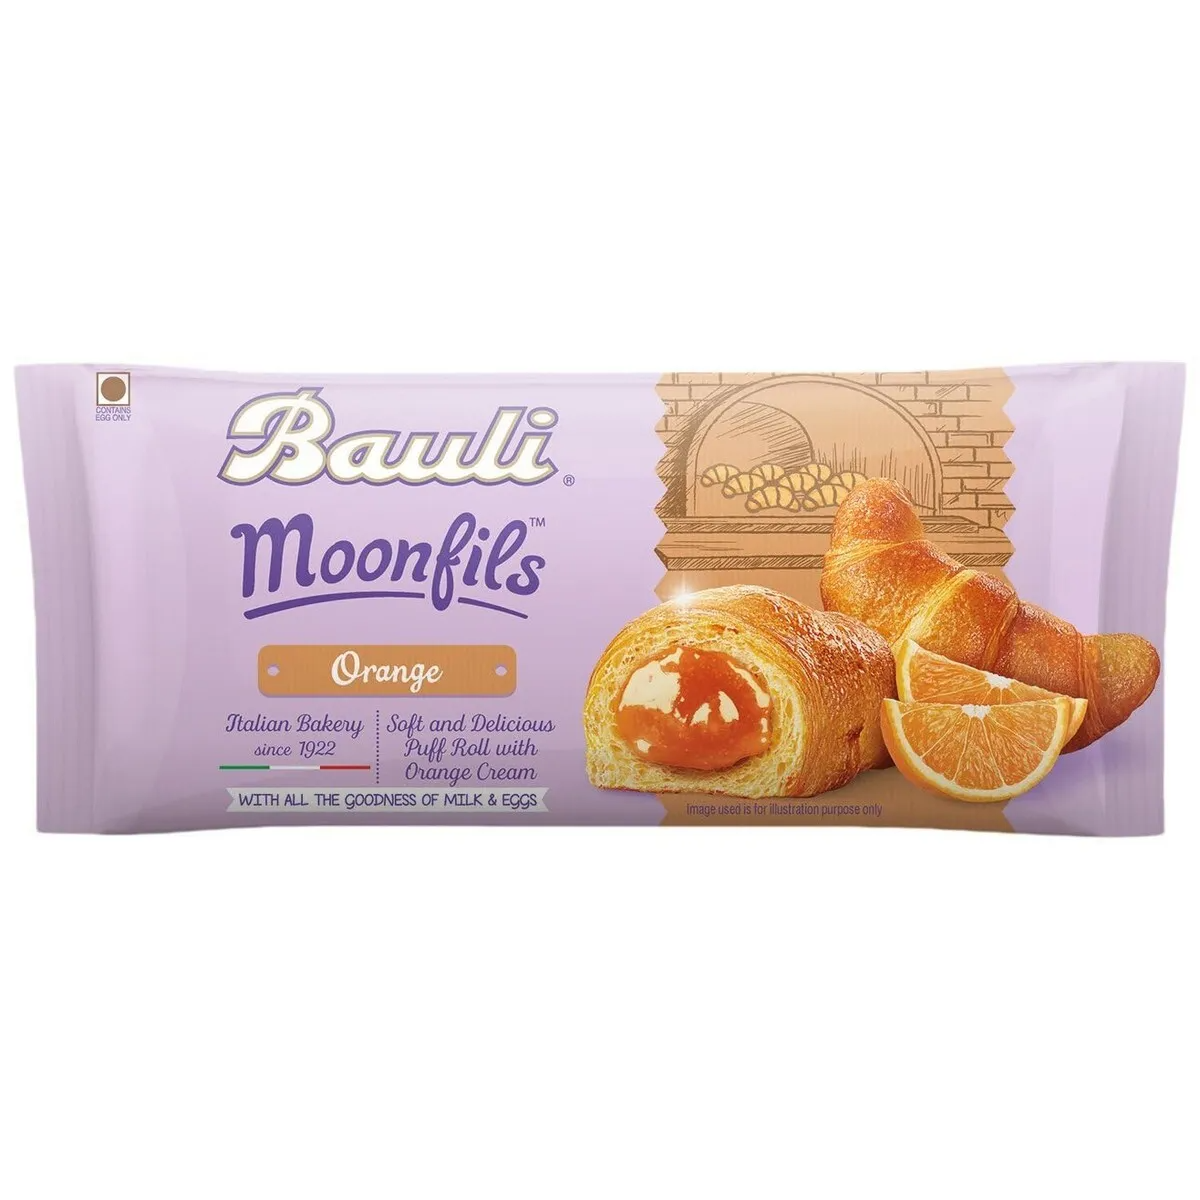 CONTAINS
EGG ONLY
Bauli®
Moonfils™
Orange
Italian Bakery
since 1922
Soft and Delicious
Puff Roll with
Orange Cream
WITH ALL THE GOODNESS OF MILK & EGGS
Image used is for illustration purpose only